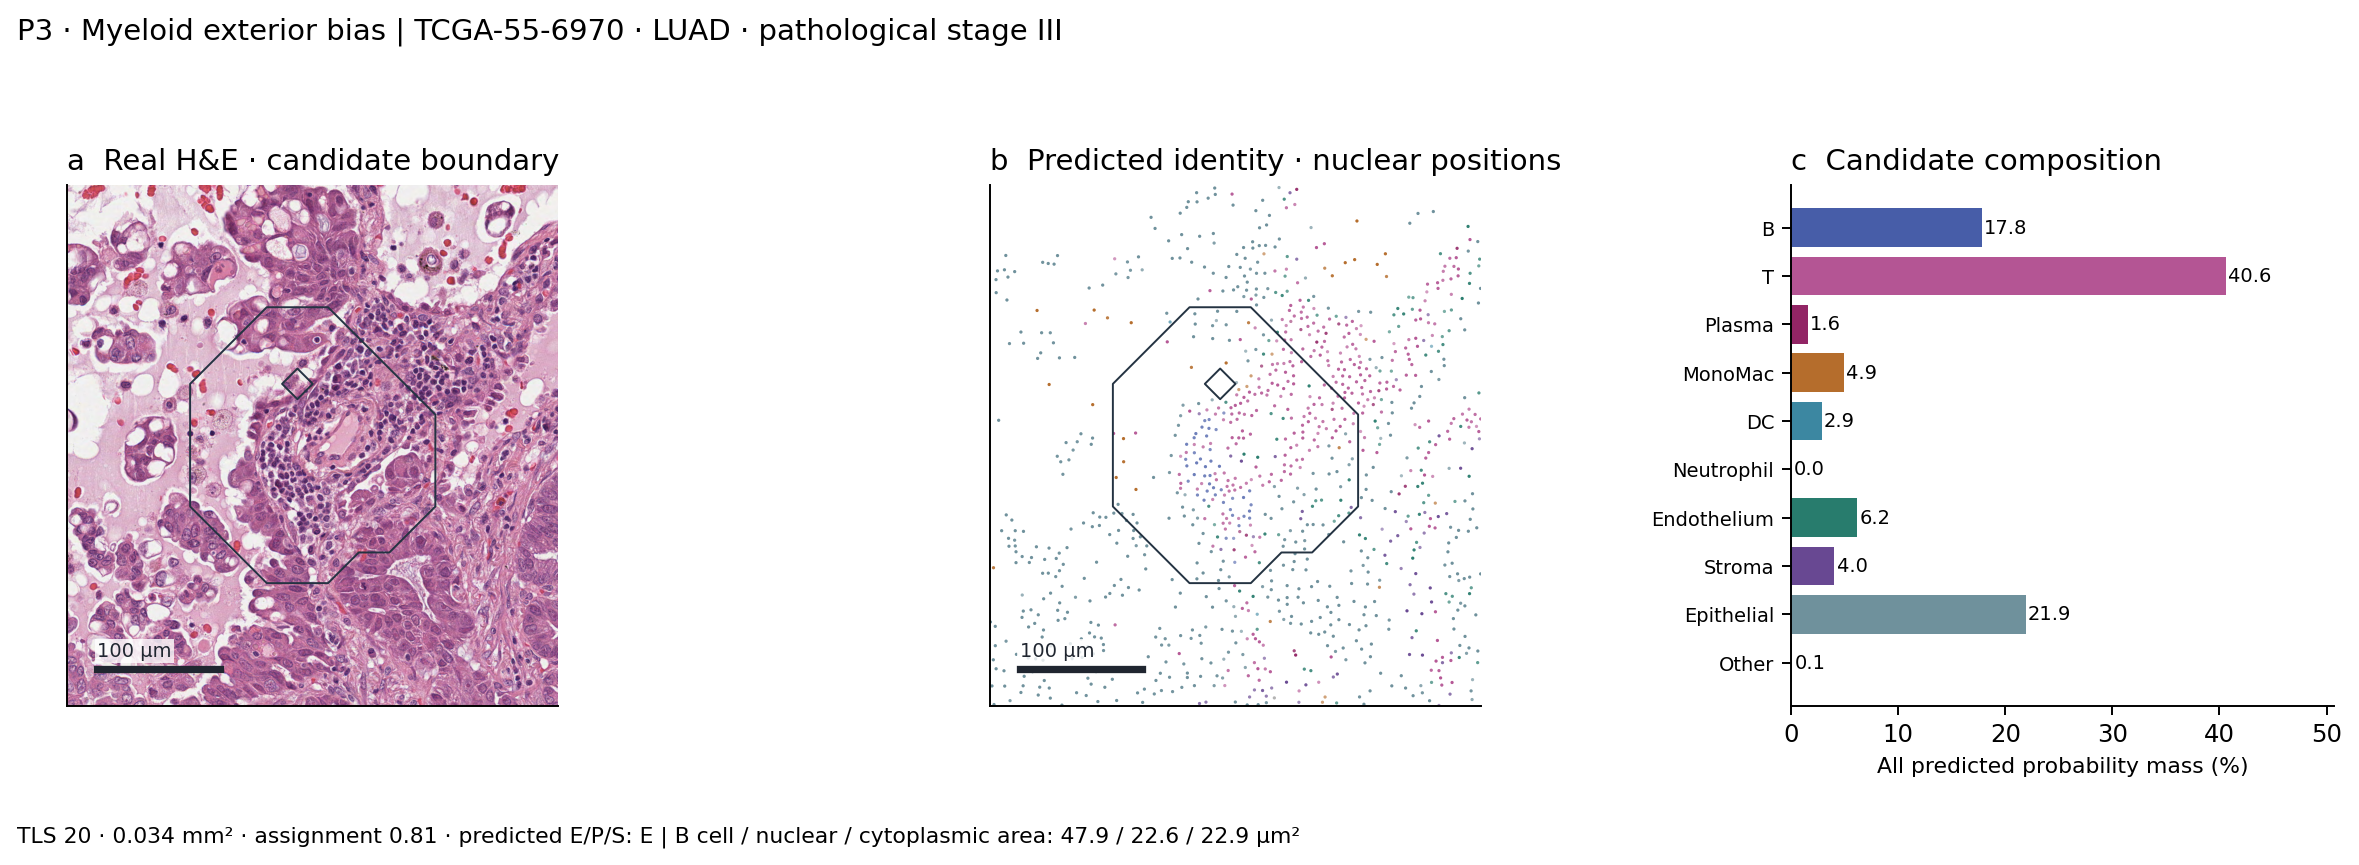 P3 · Myeloid exterior bias | TCGA-55-6970 · LUAD · pathological stage III
a Real H&E · candidate boundary
100 µm
b Predicted identity · nuclear positions
100 µm
c Candidate composition
B 17.8
T 40.6
Plasma 1.6
MonoMac 4.9
DC 2.9
Neutrophil 0.0
Endothelium 6.2
Stroma 4.0
Epithelial 21.9
Other 0.1
0 10 20 30 40 50
All predicted probability mass (%)
TLS 20 · 0.034 mm² · assignment 0.81 · predicted E/P/S: E | B cell / nuclear / cytoplasmic area: 47.9 / 22.6 / 22.9 µm²